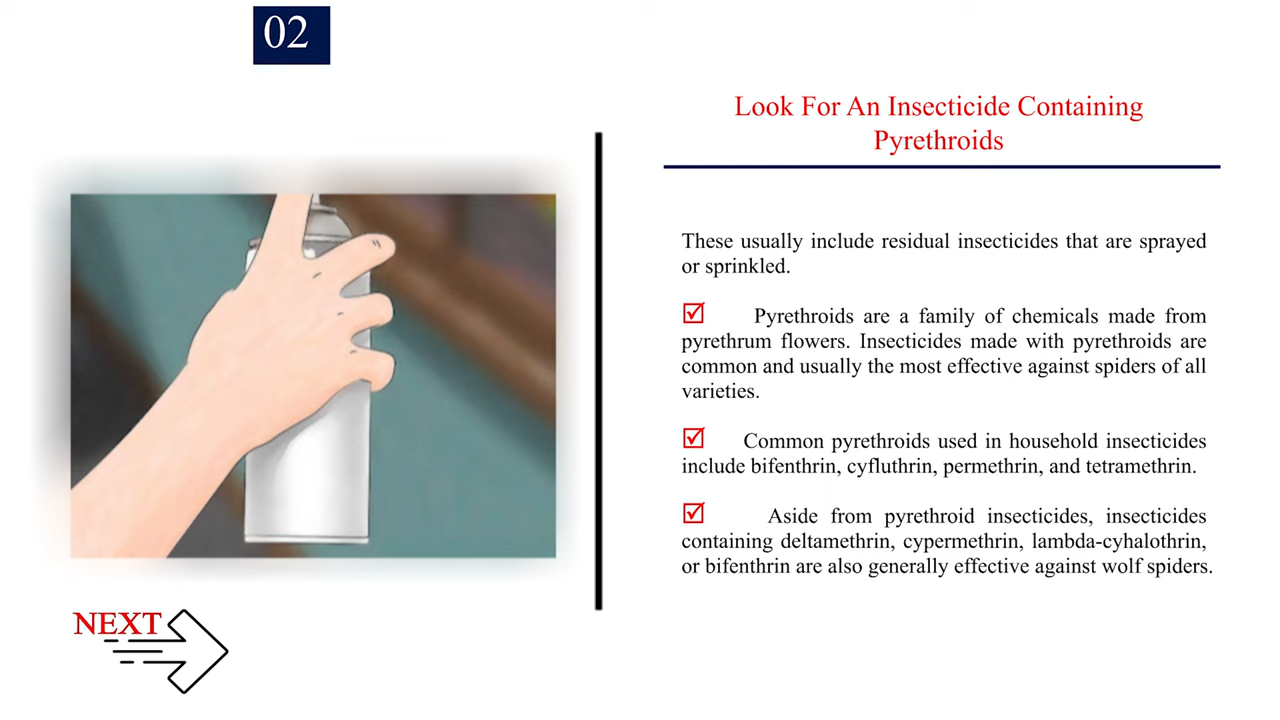 02
Look For An Insecticide Containing
Pyrethroids
These usually include residual insecticides that are sprayed
or sprinkled.
☑ Pyrethroids are a family of chemicals made from
pyrethrum flowers. Insecticides made with pyrethroids are
common and usually the most effective against spiders of all
varieties.
☑ Common pyrethroids used in household insecticides
include bifenthrin, cyfluthrin, permethrin, and tetramethrin.
☑ Aside from pyrethroid insecticides, insecticides
containing deltamethrin, cypermethrin, lambda-cyhalothrin,
or bifenthrin are also generally effective against wolf spiders.
NEXT